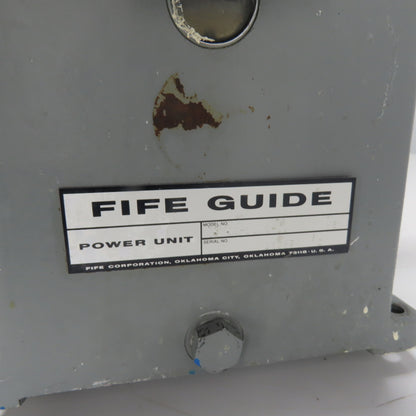 FIFE GUIDE
POWER UNIT
MODEL NO.
SERIAL NO.
FIFE CORPORATION, OKLAHOMA CITY, OKLAHOMA 73118 - U. S. A.